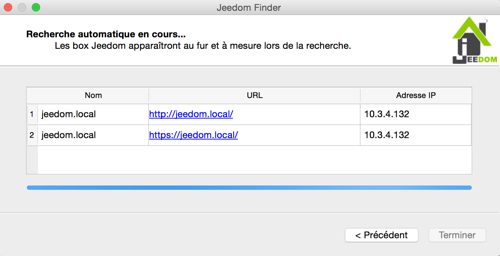 Jeedom Finder
Recherche automatique en cours...
Les box Jeedom apparaîtront au fur et à mesure lors de la recherche.
JEEDOM
Nom URL Adresse IP
1 jeedom.local http://jeedom.local/ 10.3.4.132
2 jeedom.local https://jeedom.local/ 10.3.4.132
< Précédent Terminer